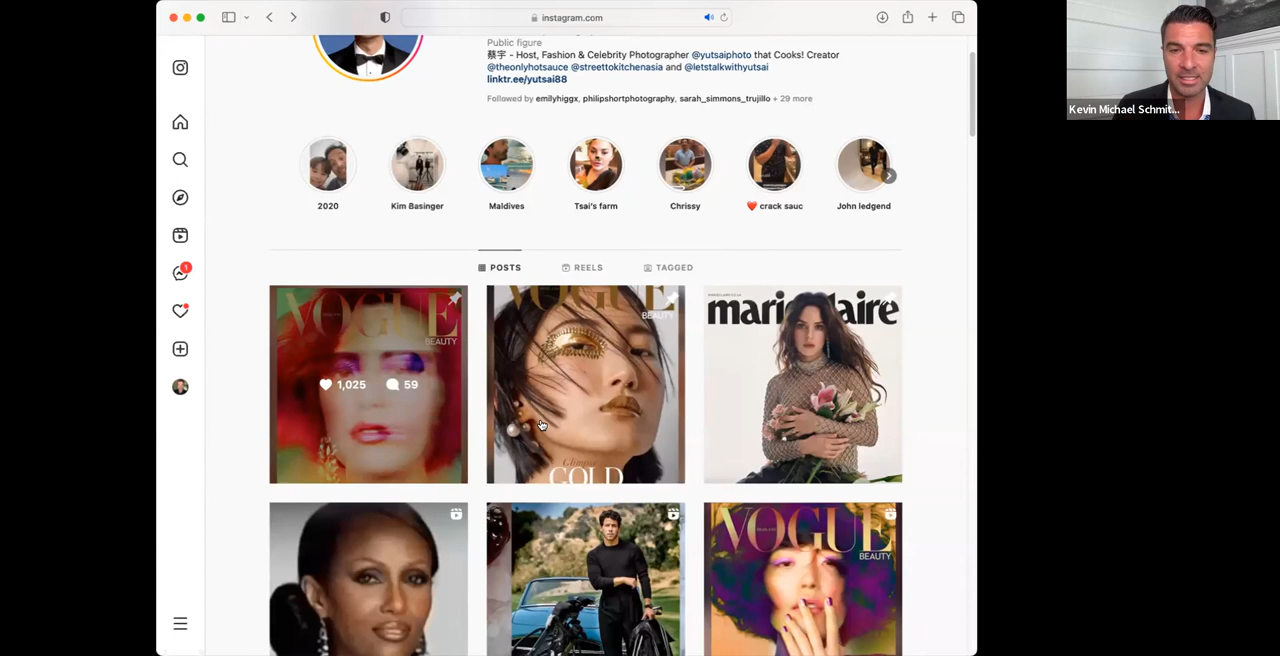 instagram.com
Public figure
蔡宇 - Host, Fashion & Celebrity Photographer @yutsaiphoto that Cooks! Creator
@theonlyhotsauce @streettokitchenasia and @letstalkwithyutsai
linktr.ee/yutsai88
Followed by emilyhiggx, philipshortphotography, sarah_simmons_trujillo + 29 more
2020
Kim Basinger
Maldives
Tsai's farm
Chrissy
❤️ crack sauc
John ledgend
POSTS
REELS
TAGGED
1
VOGUE
BEAUTY
1,025
59
VOGUE
BEAUTY
GOLD
marie claire
VOGUE
BEAUTY
Kevin Michael Schmit...